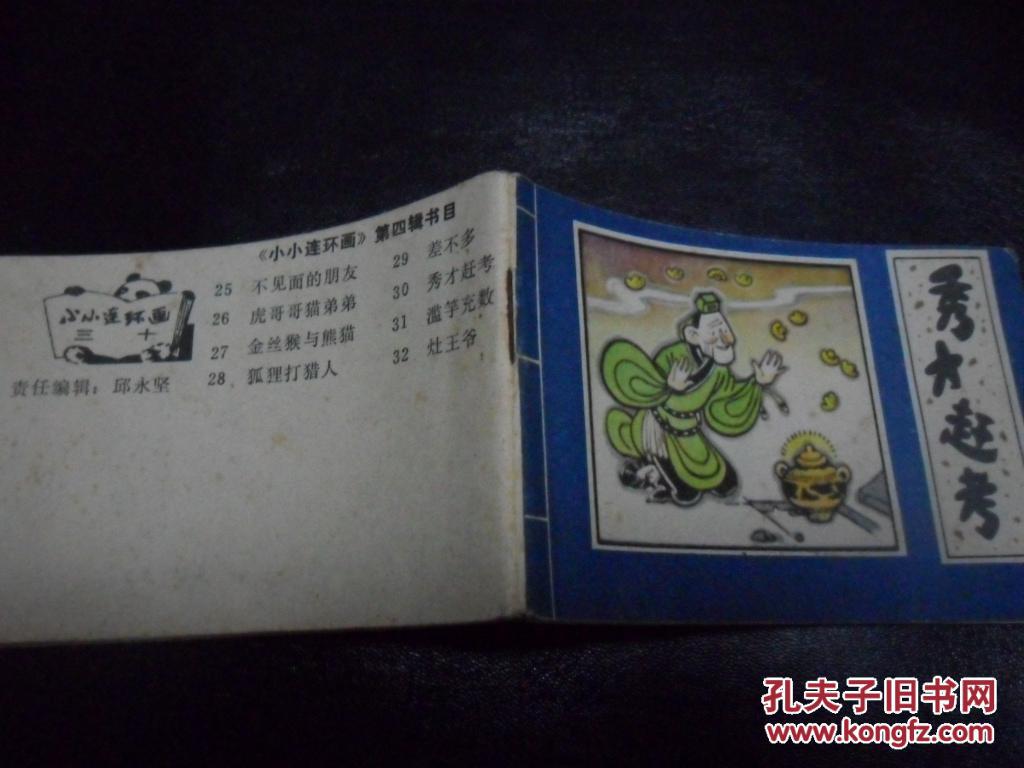 《小小连环画》第四辑书目
25 不见面的朋友
26 虎哥哥猫弟弟
27 金丝猴与熊猫
28 狐狸打猎人
29 差不多
30 秀才赶考
31 滥竽充数
32 灶王爷
小小连环画
三十
责任编辑：邱永坚
秀才赶考
孔夫子旧书网
www.kongfz.com